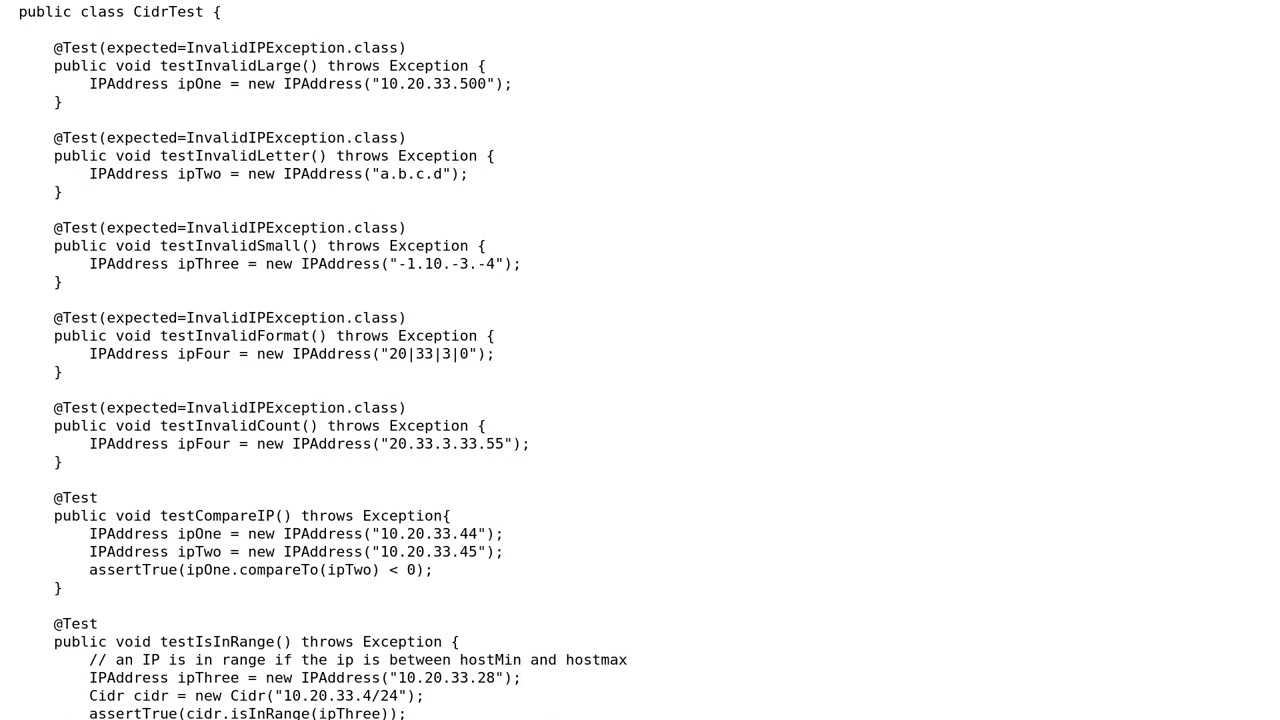 public class CidrTest {
@Test(expected=InvalidIPException.class)
public void testInvalidLarge() throws Exception {
IPAddress ipOne = new IPAddress("10.20.33.500");
}
@Test(expected=InvalidIPException.class)
public void testInvalidLetter() throws Exception {
IPAddress ipTwo = new IPAddress("a.b.c.d");
}
@Test(expected=InvalidIPException.class)
public void testInvalidSmall() throws Exception {
IPAddress ipThree = new IPAddress("-1.10.-3.-4");
}
@Test(expected=InvalidIPException.class)
public void testInvalidFormat() throws Exception {
IPAddress ipFour = new IPAddress("20|33|3|0");
}
@Test(expected=InvalidIPException.class)
public void testInvalidCount() throws Exception {
IPAddress ipFour = new IPAddress("20.33.3.33.55");
}
@Test
public void testCompareIP() throws Exception{
IPAddress ipOne = new IPAddress("10.20.33.44");
IPAddress ipTwo = new IPAddress("10.20.33.45");
assertTrue(ipOne.compareTo(ipTwo) < 0);
}
@Test
public void testIsInRange() throws Exception {
// an IP is in range if the ip is between hostMin and hostmax
IPAddress ipThree = new IPAddress("10.20.33.28");
Cidr cidr = new Cidr("10.20.33.4/24");
assertTrue(cidr.isInRange(ipThree));